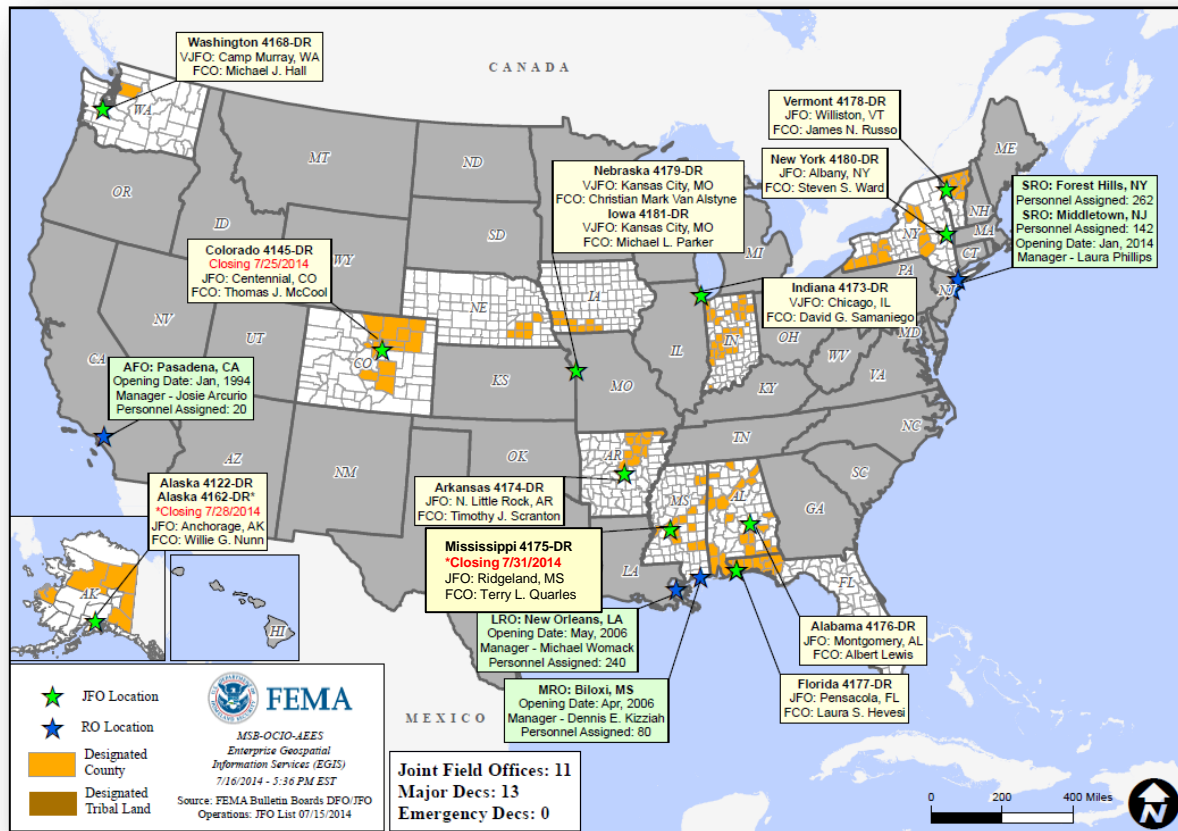 CANADA
Washington 4168-DR
VJFO: Camp Murray, WA
FCO: Michael J. Hall
Vermont 4178-DR
JFO: Williston, VT
FCO: James N. Russo
New York 4180-DR
JFO: Albany, NY
FCO: Steven S. Ward
Nebraska 4179-DR
VJFO: Kansas City, MO
FCO: Christian Mark Van Alstyne
Iowa 4181-DR
VJFO: Kansas City, MO
FCO: Michael L. Parker
SRO: Forest Hills, NY
Personnel Assigned: 262
SRO: Middletown, NJ
Personnel Assigned: 142
Opening Date: Jan, 2014
Manager - Laura Phillips
Colorado 4145-DR
Closing 7/25/2014
JFO: Centennial, CO
FCO: Thomas J. McCool
Indiana 4173-DR
VJFO: Chicago, IL
FCO: David G. Samaniego
AFO: Pasadena, CA
Opening Date: Jan, 1994
Manager - Josie Arcurio
Personnel Assigned: 20
Alaska 4122-DR
Alaska 4162-DR*
*Closing 7/28/2014
JFO: Anchorage, AK
FCO: Willie G. Nunn
Arkansas 4174-DR
JFO: N. Little Rock, AR
FCO: Timothy J. Scranton
Mississippi 4175-DR
*Closing 7/31/2014
JFO: Ridgeland, MS
FCO: Terry L. Quarles
LRO: New Orleans, LA
Opening Date: May, 2006
Manager - Michael Womack
Personnel Assigned: 240
MRO: Biloxi, MS
Opening Date: Apr, 2006
Manager - Dennis E. Kizziah
Personnel Assigned: 80
Alabama 4176-DR
JFO: Montgomery, AL
FCO: Albert Lewis
Florida 4177-DR
JFO: Pensacola, FL
FCO: Laura S. Hevesi
WA
MT
ND
ME
OR
ID
SD
WY
NH
MA
NY
CT
MI
PA
NJ
NE
IA
NV
UT
CO
CA
IL
IN
OH
MD
WV
VA
KS
MO
KY
NC
TN
AZ
NM
OK
AR
SC
MS
AL
GA
LA
FL
AK
HI
MEXICO
JFO Location
RO Location
Designated
County
Designated
Tribal Land
FEMA
MSB-OCIO-AEES
Enterprise Geospatial
Information Services (EGIS)
7/16/2014 - 5:36 PM EST
Source: FEMA Bulletin Boards DFO/JFO
Operations: JFO List 07/15/2014
Joint Field Offices: 11
Major Decs: 13
Emergency Decs: 0
0 200 400 Miles
N